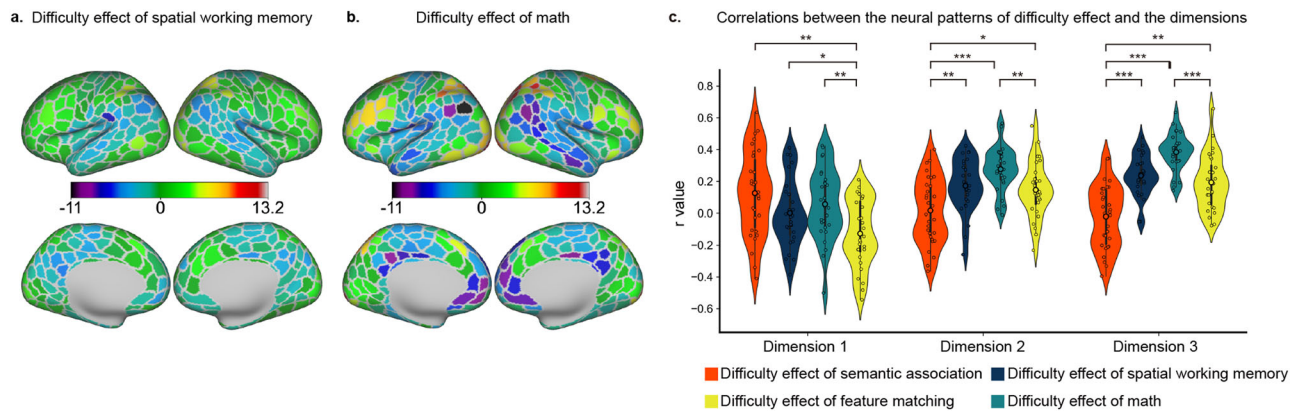 a. Difficulty effect of spatial working memory
b. Difficulty effect of math
c. Correlations between the neural patterns of difficulty effect and the dimensions
-11 0 13.2
-11 0 13.2
** * **
* *** ** **
** *** *** ***
r value
0.8
0.6
0.4
0.2
0.0
−0.2
−0.4
−0.6
Dimension 1 Dimension 2 Dimension 3
Difficulty effect of semantic association Difficulty effect of spatial working memory
Difficulty effect of feature matching Difficulty effect of math